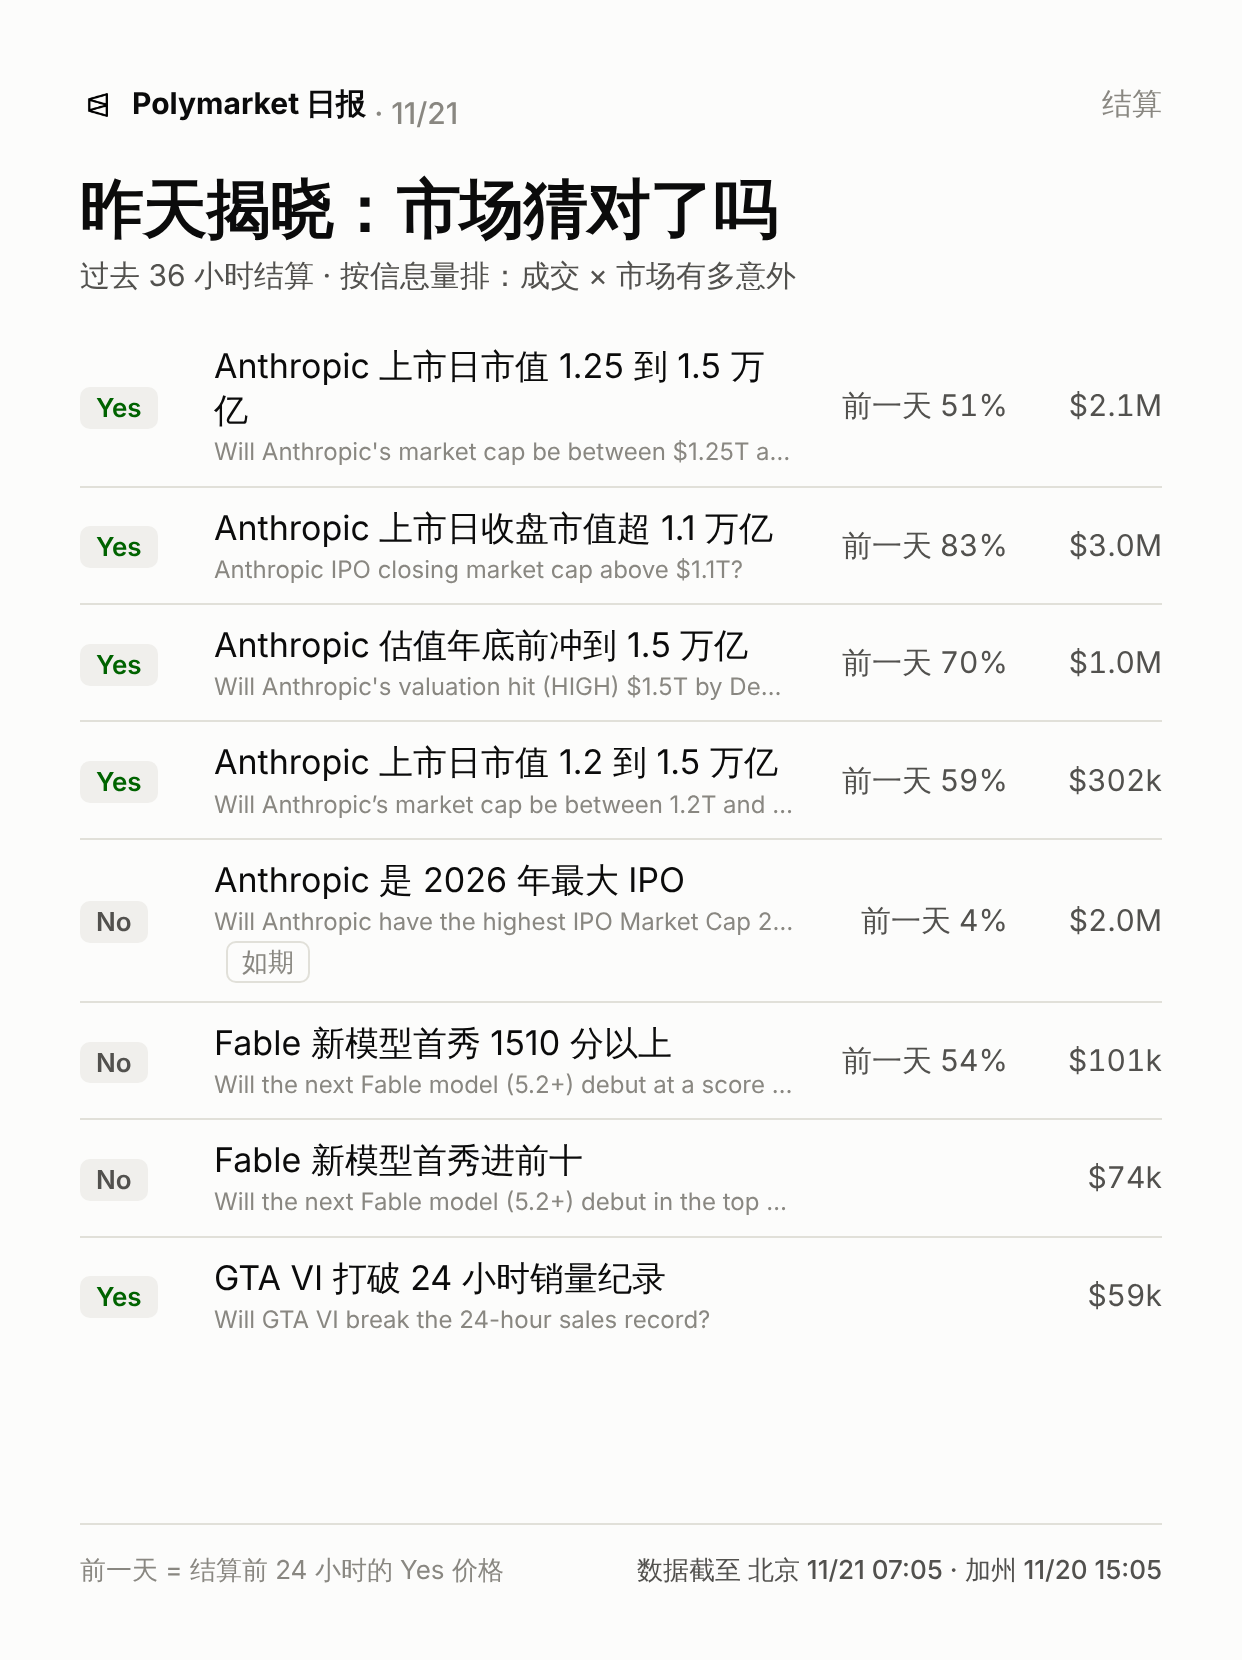 Polymarket 日报 · 11/21
结算
昨天揭晓：市场猜对了吗
过去 36 小时结算 · 按信息量排：成交 × 市场有多意外
Yes
Anthropic 上市日市值 1.25 到 1.5 万
亿
Will Anthropic's market cap be between $1.25T a...
前一天 51%
$2.1M
Yes
Anthropic 上市日收盘市值超 1.1 万亿
Anthropic IPO closing market cap above $1.1T?
前一天 83%
$3.0M
Yes
Anthropic 估值年底前冲到 1.5 万亿
Will Anthropic's valuation hit (HIGH) $1.5T by De...
前一天 70%
$1.0M
Yes
Anthropic 上市日市值 1.2 到 1.5 万亿
Will Anthropic’s market cap be between 1.2T and ...
前一天 59%
$302k
No
Anthropic 是 2026 年最大 IPO
Will Anthropic have the highest IPO Market Cap 2...
如期
前一天 4%
$2.0M
No
Fable 新模型首秀 1510 分以上
Will the next Fable model (5.2+) debut at a score ...
前一天 54%
$101k
No
Fable 新模型首秀进前十
Will the next Fable model (5.2+) debut in the top ...
$74k
Yes
GTA VI 打破 24 小时销量纪录
Will GTA VI break the 24-hour sales record?
$59k
前一天 = 结算前 24 小时的 Yes 价格
数据截至 北京 11/21 07:05 · 加州 11/20 15:05